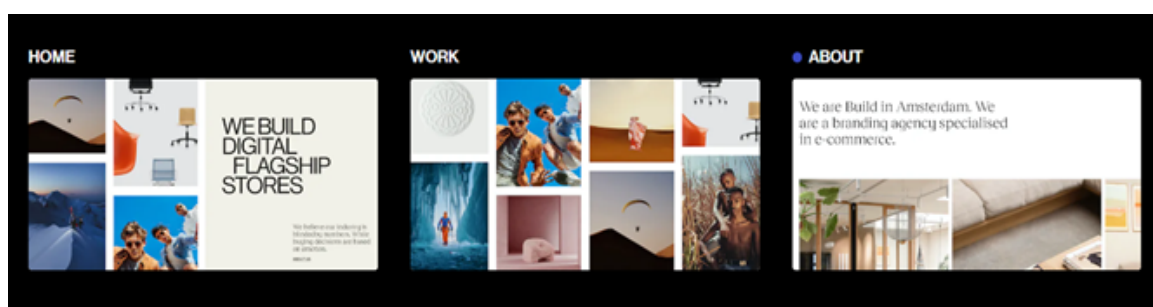 HOME
WORK
ABOUT
WE BUILD
DIGITAL
FLAGSHIP
STORES
We are Build in Amsterdam. We
are a branding agency specialised
in e-commerce.